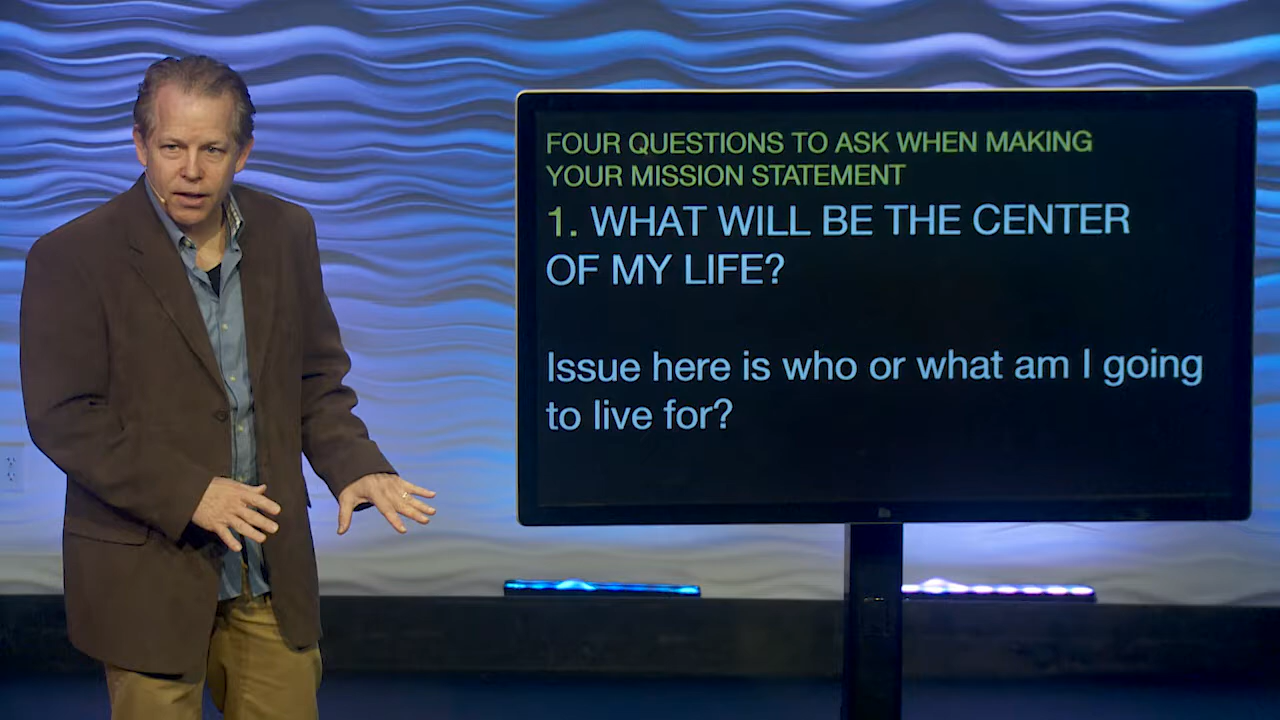 FOUR QUESTIONS TO ASK WHEN MAKING
YOUR MISSION STATEMENT
1. WHAT WILL BE THE CENTER
OF MY LIFE?
Issue here is who or what am I going
to live for?